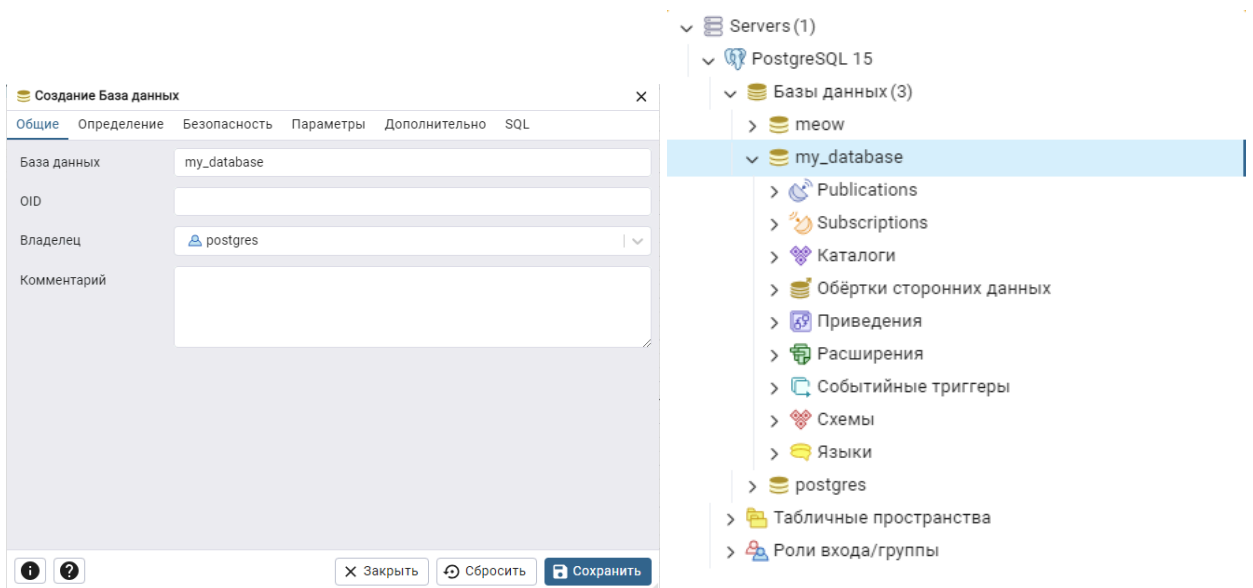 Создание База данных
Общие Определение Безопасность Параметры Дополнительно SQL
База данных my_database
OID
Владелец postgres
Комментарий
Закрыть Сбросить Сохранить
Servers (1)
PostgreSQL 15
Базы данных (3)
meow
my_database
Publications
Subscriptions
Каталоги
Обёртки сторонних данных
Приведения
Расширения
Событийные триггеры
Схемы
Языки
postgres
Табличные пространства
Роли входа/группы